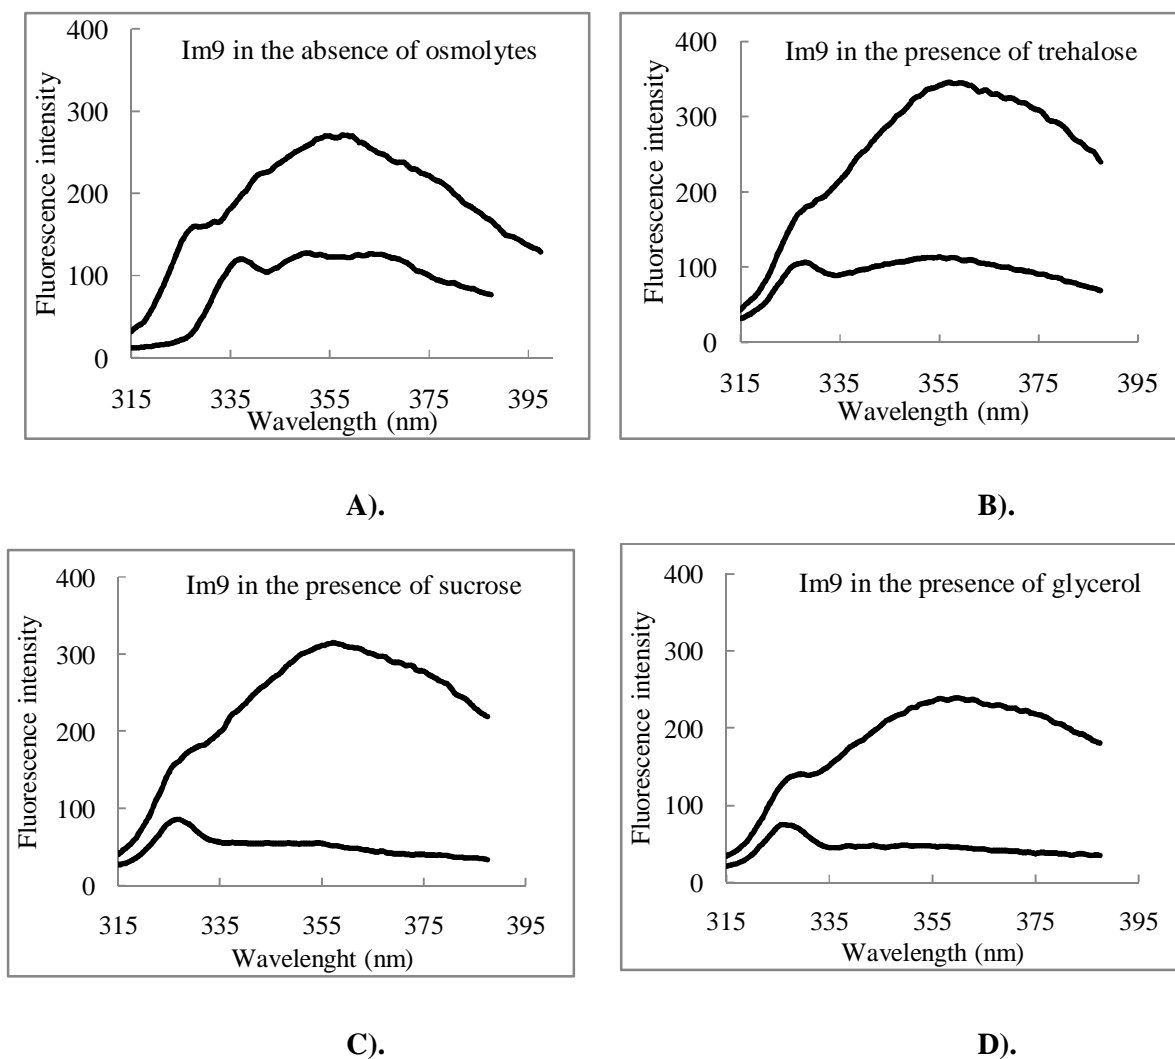 Im9 in the absence of osmolytes
Fluorescence intensity
400
300
200
100
0
315 335 355 375 395
Wavelength (nm)
A).
Im9 in the presence of trehalose
Fluorescence intensity
400
300
200
100
0
315 335 355 375 395
Wavelength (nm)
B).
Im9 in the presence of sucrose
Fluorescence intensity
400
300
200
100
0
315 335 355 375 395
Wavelenght (nm)
C).
Im9 in the presence of glycerol
Fluorescence intensity
400
300
200
100
0
315 335 355 375 395
Wavelength (nm)
D).